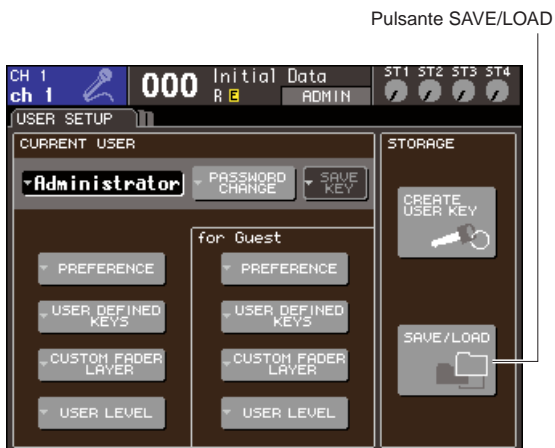 Pulsante SAVE/LOAD
CH 1
ch 1
000
Initial Data
R E
ADMIN
ST1 ST2 ST3 ST4
USER SETUP
CURRENT USER
STORAGE
Administrator
PASSWORD
CHANGE
SAVE
KEY
CREATE
USER KEY
for Guest
PREFERENCE
PREFERENCE
USER DEFINED
KEYS
USER DEFINED
KEYS
SAVE/LOAD
CUSTOM FADER
LAYER
CUSTOM FADER
LAYER
USER LEVEL
USER LEVEL